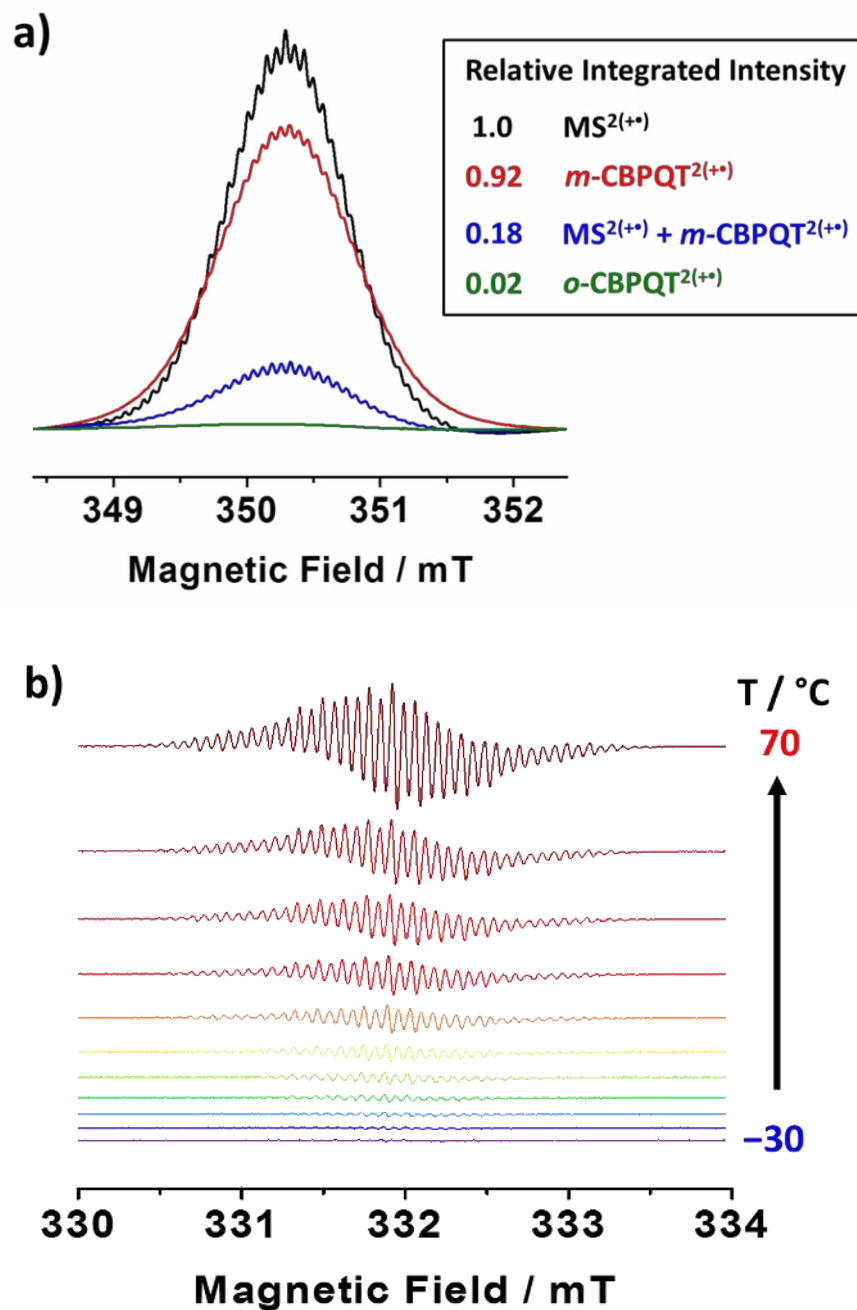 a)
Relative Integrated Intensity
1.0 MS²⁽⁺•⁾
0.92 m-CBPQT²⁽⁺•⁾
0.18 MS²⁽⁺•⁾ + m-CBPQT²⁽⁺•⁾
0.02 o-CBPQT²⁽⁺•⁾
349 350 351 352
Magnetic Field / mT
b)
T / °C
70
−30
330 331 332 333 334
Magnetic Field / mT